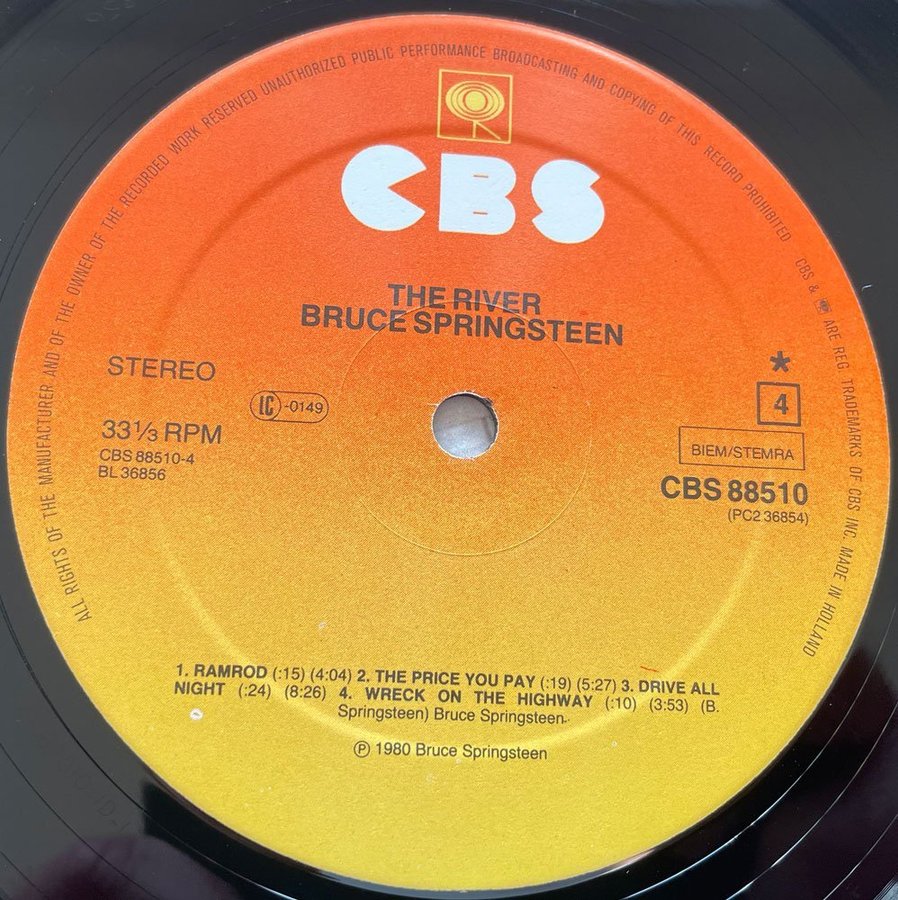 ALL RIGHTS OF THE MANUFACTURER AND OF THE OWNER OF THE RECORDED WORK RESERVED UNAUTHORIZED PUBLIC PERFORMANCE BROADCASTING AND COPYING OF THIS RECORD PROHIBITED CBS & ARE REG TRADEMARKS OF CBS INC. MADE IN HOLLAND
CBS
THE RIVER
BRUCE SPRINGSTEEN
STEREO
LC-0149
*
4
33 1/3 RPM
BIEM/STEMRA
CBS 88510-4
BL 36856
CBS 88510
(PC2 36854)
1. RAMROD (:15) (4:04) 2. THE PRICE YOU PAY (:19) (5:27) 3. DRIVE ALL
NIGHT (:24) (8:26) 4. WRECK ON THE HIGHWAY (:10) (3:53) (B.
Springsteen) Bruce Springsteen.
℗ 1980 Bruce Springsteen